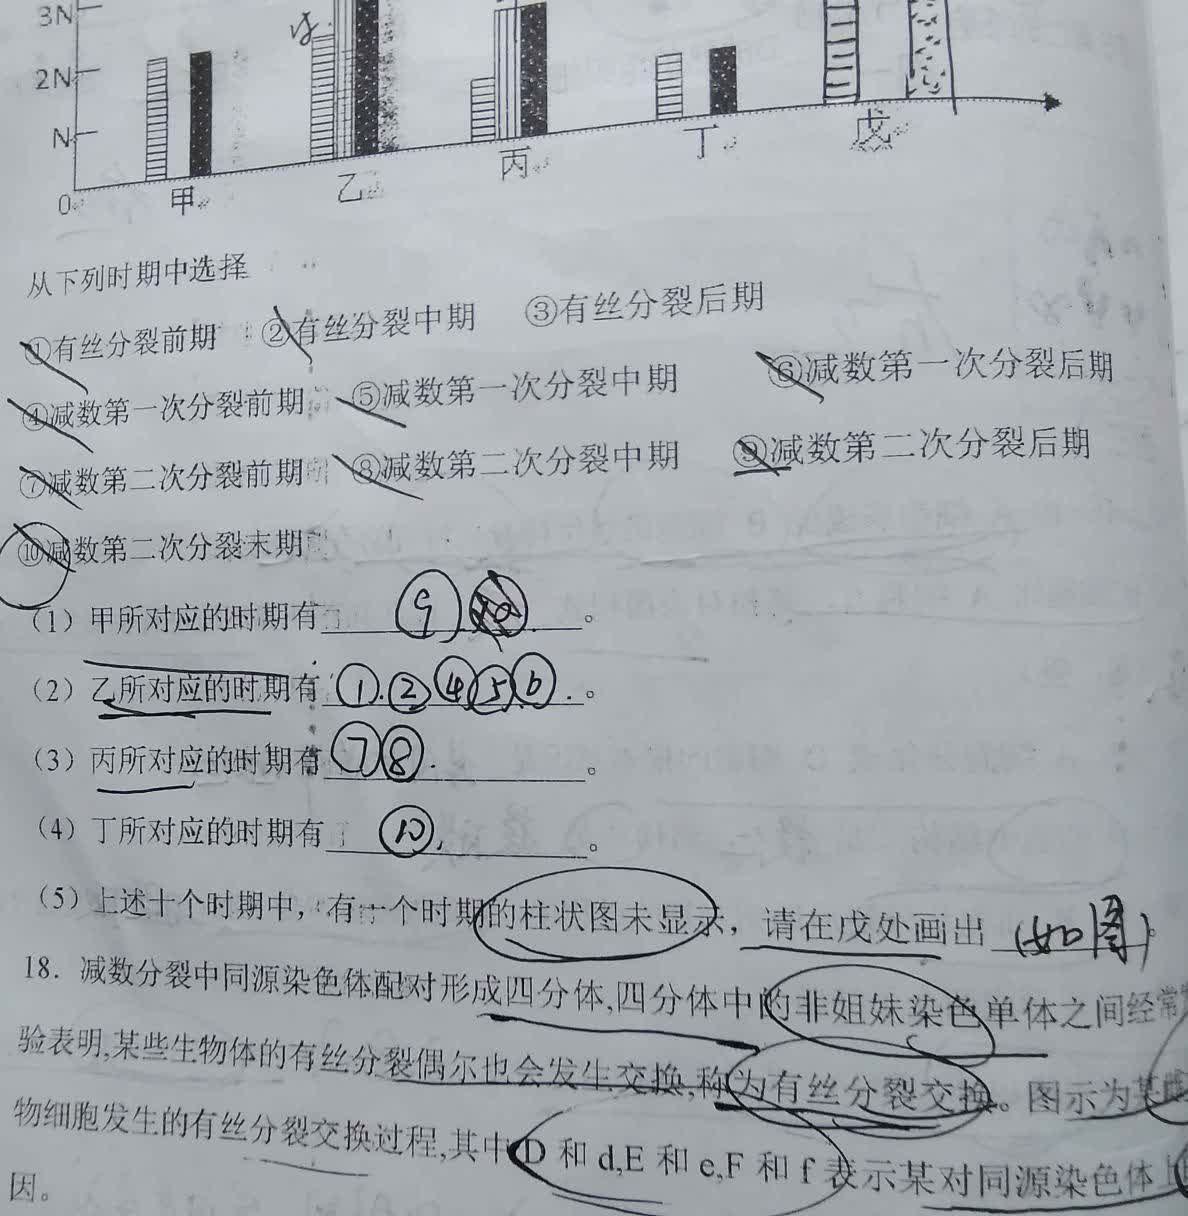 3N
2N
N
0
甲 乙 丙 丁 戊
从下列时期中选择
①有丝分裂前期 ②有丝分裂中期 ③有丝分裂后期
④减数第一次分裂前期 ⑤减数第一次分裂中期 ⑥减数第一次分裂后期
⑦减数第二次分裂前期 ⑧减数第二次分裂中期 ⑨减数第二次分裂后期
⑩减数第二次分裂末期
（1）甲所对应的时期有 ⑨ 。
（2）乙所对应的时期有 ①.②④⑤⑥. 。
（3）丙所对应的时期有 ⑦⑧. 。
（4）丁所对应的时期有 ⑩, 。
（5）上述十个时期中，有一个时期的柱状图未显示，请在戊处画出 (如图)。
18. 减数分裂中同源染色体配对形成四分体,四分体中的非姐妹染色单体之间经常
验表明,某些生物体的有丝分裂偶尔也会发生交换,称为有丝分裂交换。图示为某
物细胞发生的有丝分裂交换过程,其中 D 和 d,E 和 e,F 和 f 表示某对同源染色体上
因。